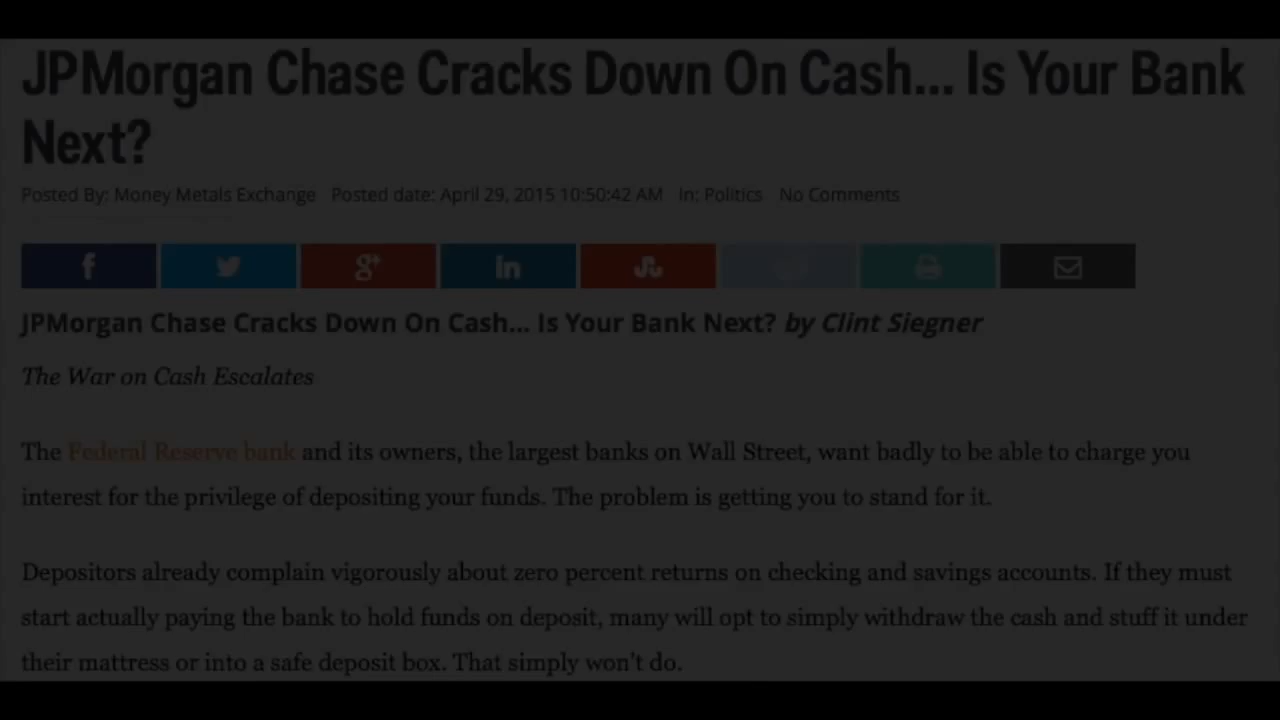 JPMorgan Chase Cracks Down On Cash... Is Your Bank
Next?
Posted By: Money Metals Exchange Posted date: April 29, 2015 10:50:42 AM In: Politics No Comments
f g+ in
JPMorgan Chase Cracks Down On Cash... Is Your Bank Next? by Clint Siegner
The War on Cash Escalates
The Federal Reserve bank and its owners, the largest banks on Wall Street, want badly to be able to charge you
interest for the privilege of depositing your funds. The problem is getting you to stand for it.
Depositors already complain vigorously about zero percent returns on checking and savings accounts. If they must
start actually paying the bank to hold funds on deposit, many will opt to simply withdraw the cash and stuff it under
their mattress or into a safe deposit box. That simply won't do.